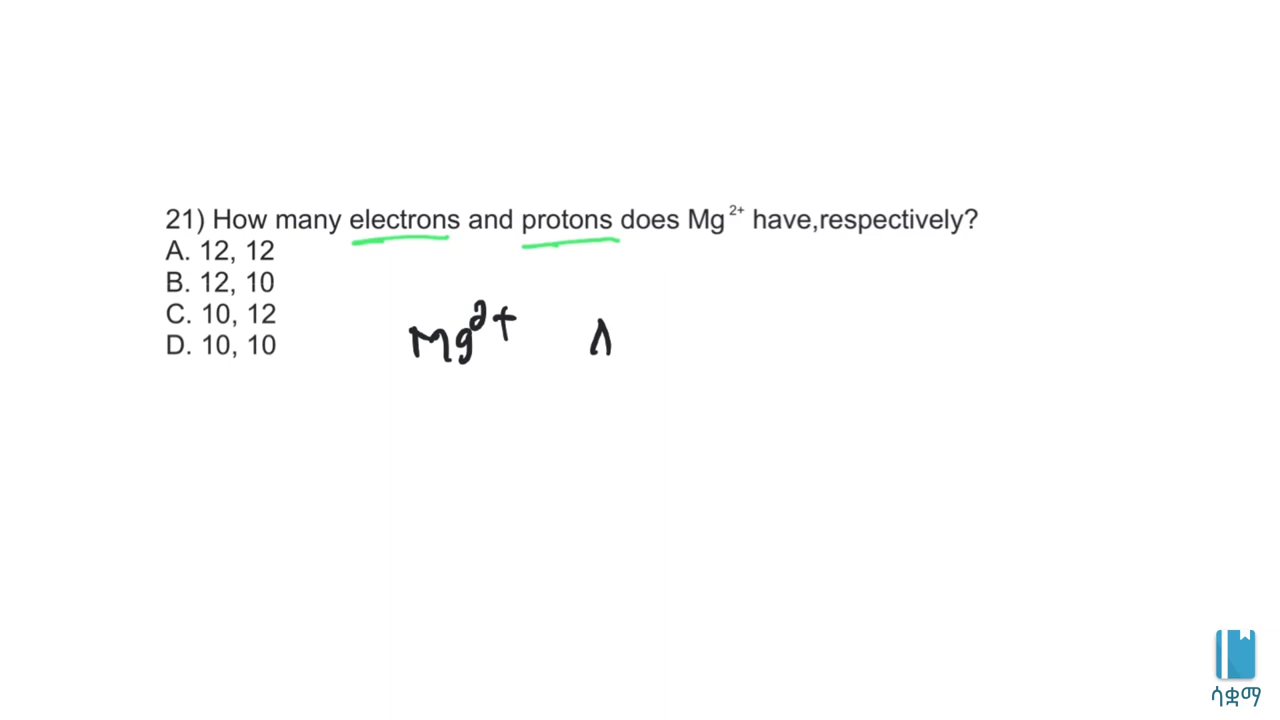 21) How many electrons and protons does Mg ²⁺ have,respectively?
A. 12, 12
B. 12, 10
C. 10, 12
D. 10, 10
Mg²⁺
ሳቋማ